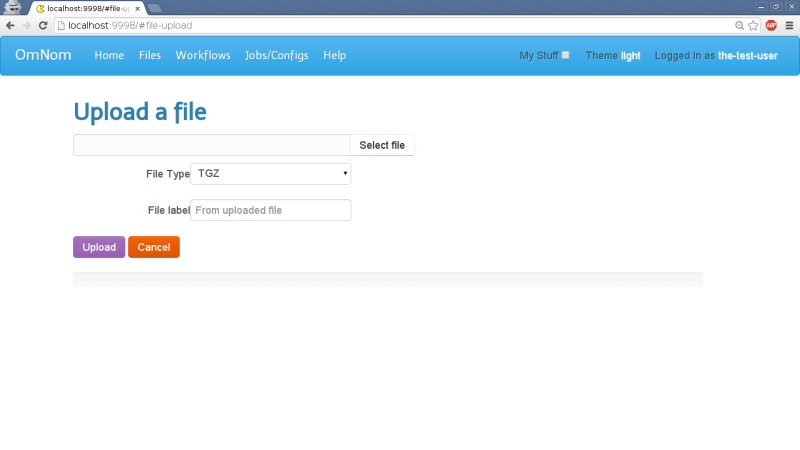 localhost:9998/#file-up
localhost:9998/#file-upload
ABP
OmNom Home Files Workflows Jobs/Configs Help My Stuff Theme light Logged in as the-test-user
Upload a file
Select file
File Type TGZ
File label From uploaded file
Upload Cancel